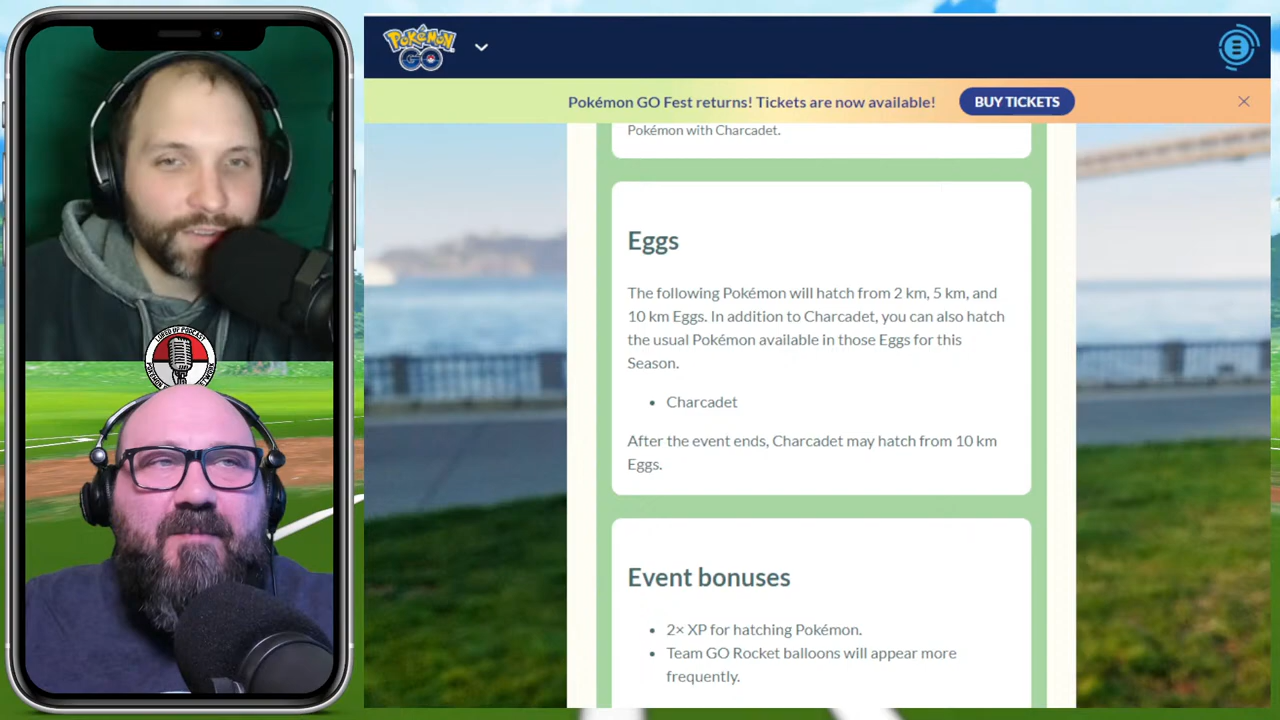 POKÉMON
GO
Pokémon GO Fest returns! Tickets are now available!
BUY TICKETS
Pokémon with Charcadet.
Eggs
The following Pokémon will hatch from 2 km, 5 km, and
10 km Eggs. In addition to Charcadet, you can also hatch
the usual Pokémon available in those Eggs for this
Season.
• Charcadet
After the event ends, Charcadet may hatch from 10 km
Eggs.
Event bonuses
• 2× XP for hatching Pokémon.
• Team GO Rocket balloons will appear more
frequently.